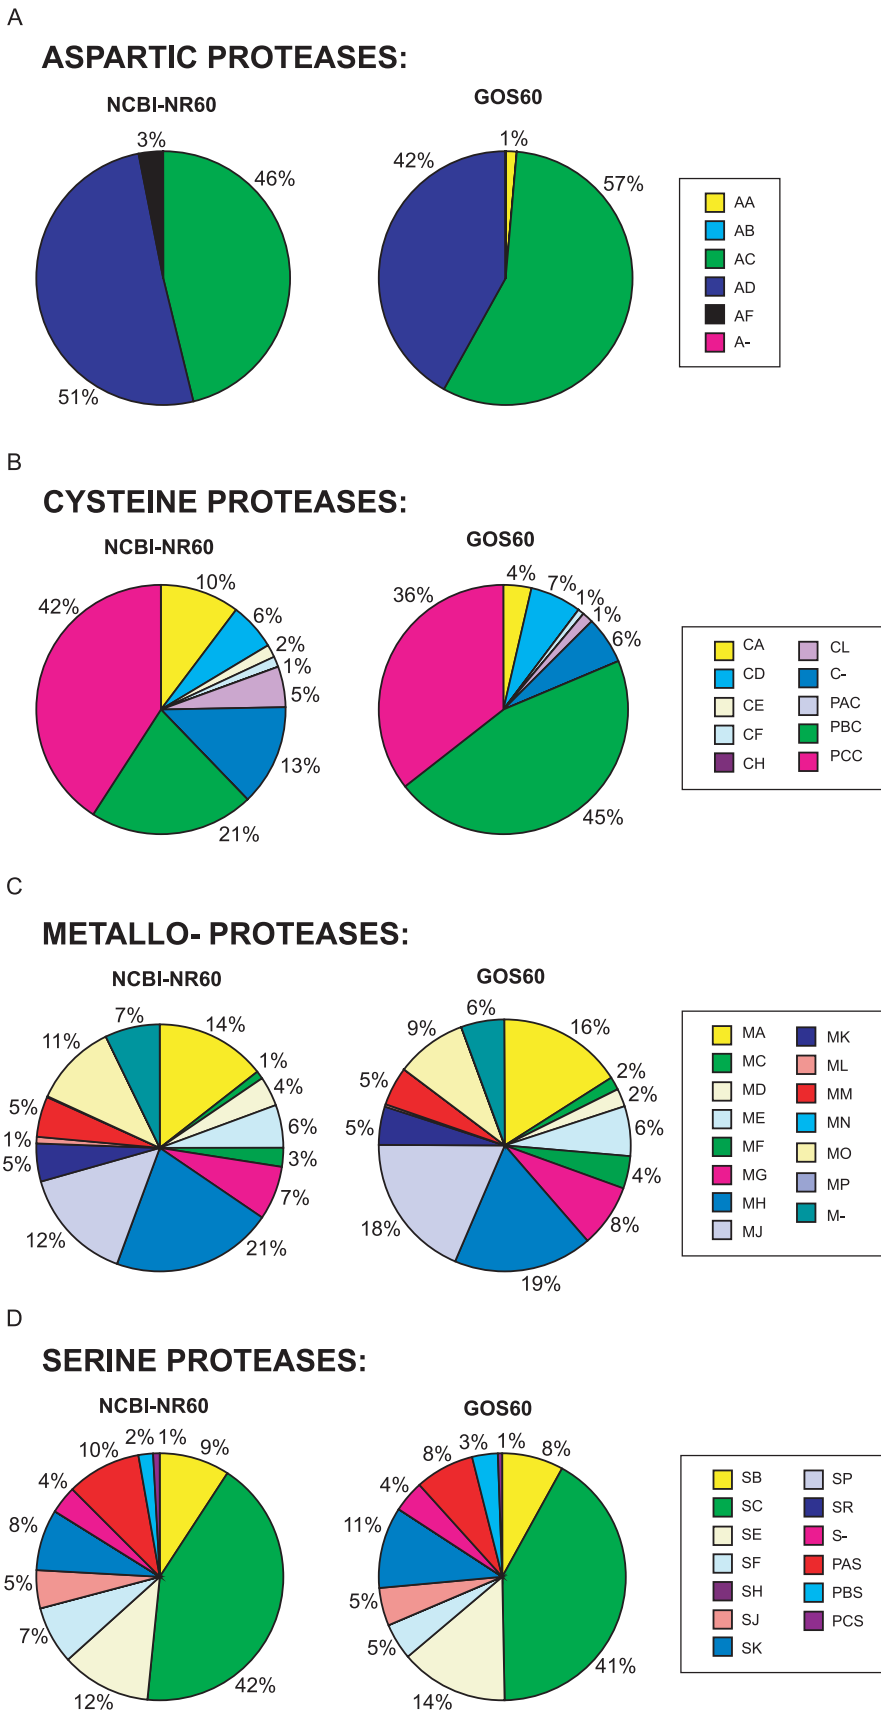 A
ASPARTIC PROTEASES:
NCBI-NR60
GOS60
3%
46%
51%
1%
42%
57%
AA
AB
AC
AD
AF
A-
B
CYSTEINE PROTEASES:
NCBI-NR60
GOS60
42%
10%
6%
2%
1%
5%
13%
21%
36%
4%
7%
1%
1%
6%
45%
CA
CD
CE
CF
CH
CL
C-
PAC
PBC
PCC
C
METALLO- PROTEASES:
NCBI-NR60
GOS60
7%
14%
1%
4%
6%
3%
7%
21%
12%
5%
1%
5%
11%
6%
16%
2%
2%
6%
4%
8%
19%
18%
5%
5%
9%
MA
MC
MD
ME
MF
MG
MH
MJ
MK
ML
MM
MN
MO
MP
M-
D
SERINE PROTEASES:
NCBI-NR60
GOS60
2%
1%
9%
10%
4%
8%
5%
7%
12%
42%
3%
1%
8%
8%
4%
11%
5%
5%
14%
41%
SB
SC
SE
SF
SH
SJ
SK
SP
SR
S-
PAS
PBS
PCS